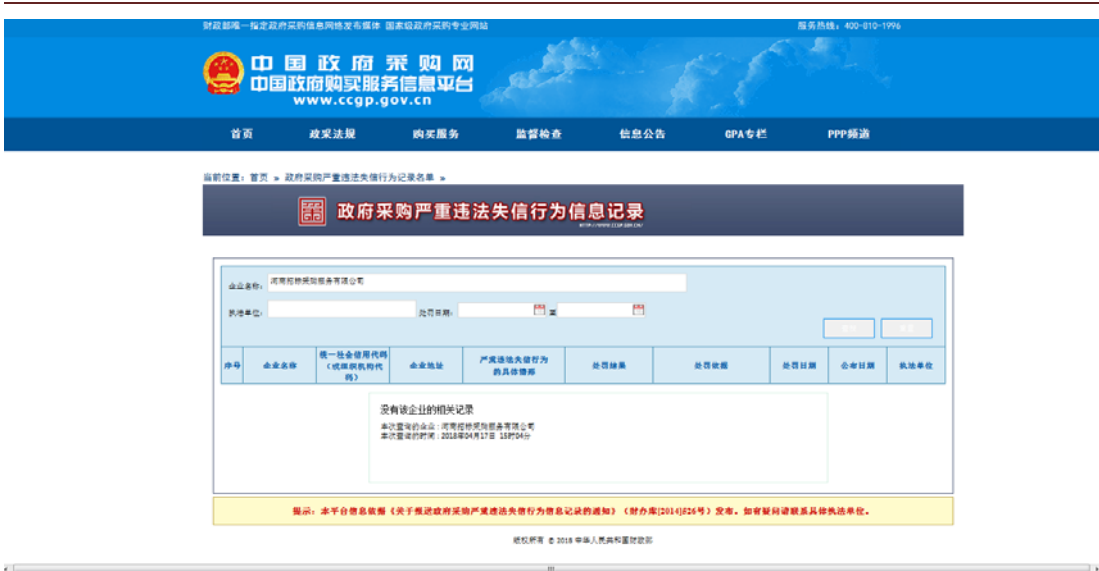 财政部唯一指定政府采购信息网络发布媒体 国家级政府采购专业网站
服务热线：400-810-1996
中国政府采购网
中国政府购买服务信息平台
www.ccgp.gov.cn
首页 政采法规 购买服务 监督检查 信息公告 GPA专栏 PPP频道
当前位置：首页 » 政府采购严重违法失信行为记录名单 »
政府采购严重违法失信行为信息记录
HTTP://WWW.CCGP.GOV.CN/
企业名称： 河南招标采购服务有限公司
执法单位： 处罚日期： 至
序号 企业名称 统一社会信用代码（或组织机构代码） 企业地址 严重违法失信行为的具体情形 处罚结果 处罚依据 处罚日期 公布日期 执法单位
没有该企业的相关记录
本次查询的企业：河南招标采购服务有限公司
本次查询的时间：2018年04月17日 15时04分
提示：本平台信息依据《关于报送政府采购严重违法失信行为信息记录的通知》（财办库[2014]526号）发布。如有疑问请联系具体执法单位。
版权所有 © 2018 中华人民共和国财政部